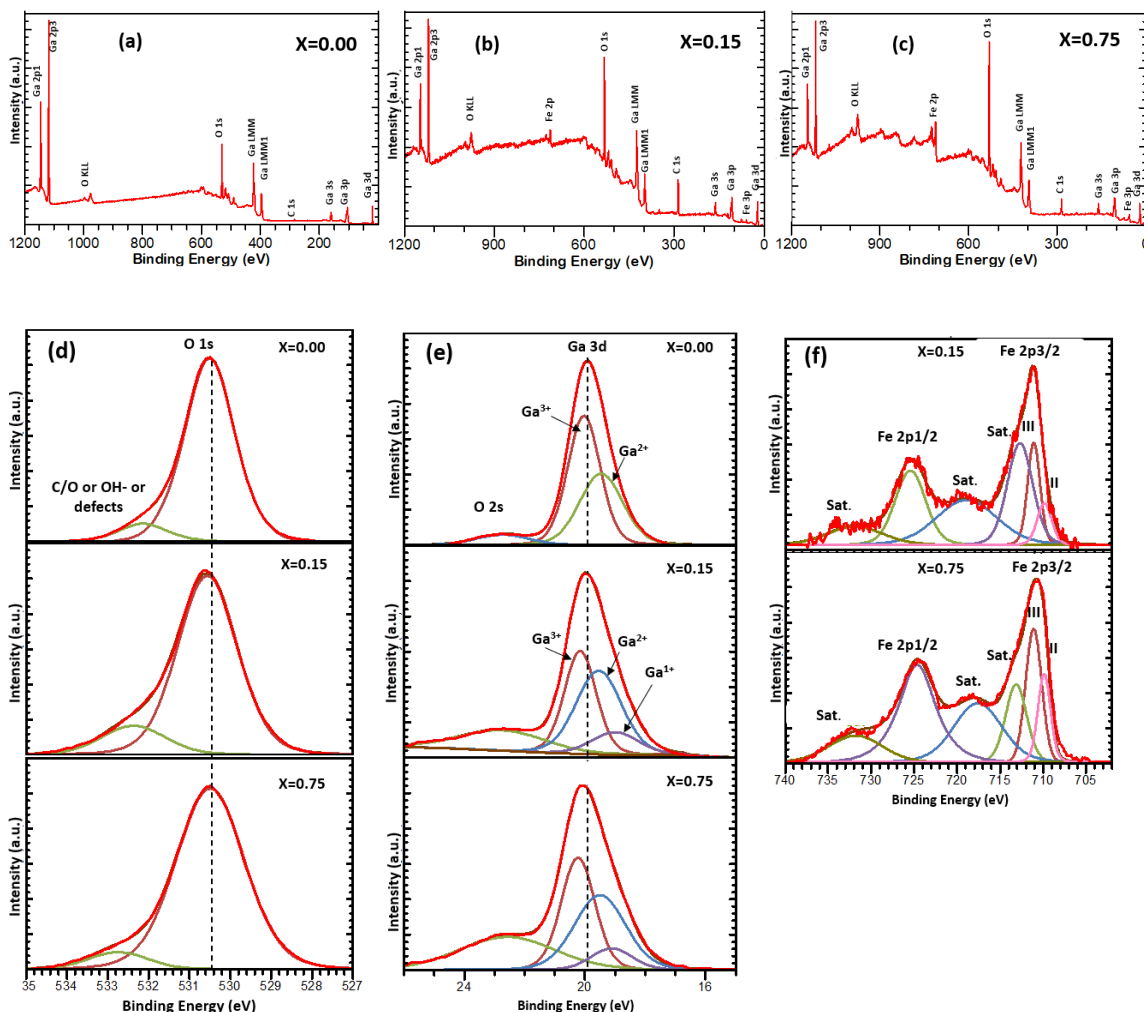 (a)
X=0.00
Ga 2p1
Ga 2p3
O KLL
O 1s
Ga LMM
Ga LMM1
C 1s
Ga 3s
Ga 3p
Ga 3d
Intensity (a.u.)
1200 1000 800 600 400 200
Binding Energy (eV)
(b)
X=0.15
Ga 2p1
Ga 2p3
O KLL
Fe 2p
O 1s
Ga LMM
Ga LMM1
C 1s
Ga 3s
Ga 3p
Fe 3p
Ga 3d
Intensity (a.u.)
1200 900 600 300 0
Binding Energy (eV)
(c)
X=0.75
Ga 2p1
Ga 2p3
O KLL
Fe 2p
O 1s
Ga LMM
Ga LMM1
C 1s
Ga 3s
Ga 3p
Fe 3p
Ga 3d
Intensity (a.u.)
1200 900 600 300 0
Binding Energy (eV)
(d)
O 1s
X=0.00
C/O or OH- or
defects
Intensity (a.u.)
X=0.15
Intensity (a.u.)
X=0.75
Intensity (a.u.)
35 534 533 532 531 530 529 528 527
Binding Energy (eV)
(e)
Ga 3d
X=0.00
Ga3+
Ga2+
O 2s
Intensity (a.u.)
X=0.15
Ga3+
Ga2+
Ga1+
Intensity (a.u.)
X=0.75
Intensity (a.u.)
24 20 16
Binding Energy (eV)
(f)
X=0.15
Fe 2p3/2
Sat.
III
Fe 2p1/2
II
Sat.
Sat.
Intensity (a.u.)
X=0.75
Fe 2p3/2
III
Fe 2p1/2
Sat.
II
Sat.
Sat.
Intensity (a.u.)
740 735 730 725 720 715 710 705
Binding Energy (eV)